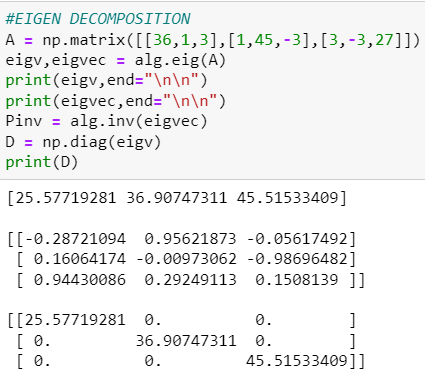 #EIGEN DECOMPOSITION
A = np.matrix([[36,1,3],[1,45,-3],[3,-3,27]])
eigv,eigvec = alg.eig(A)
print(eigv,end="\n\n")
print(eigvec,end="\n\n")
Pinv = alg.inv(eigvec)
D = np.diag(eigv)
print(D)
[25.57719281 36.90747311 45.51533409]
[[-0.28721094  0.95621873 -0.05617492]
 [ 0.16064174 -0.00973062 -0.98696482]
 [ 0.94430086  0.29249113  0.1508139 ]]
[[25.57719281  0.          0.        ]
 [ 0.         36.90747311  0.        ]
 [ 0.          0.         45.51533409]]